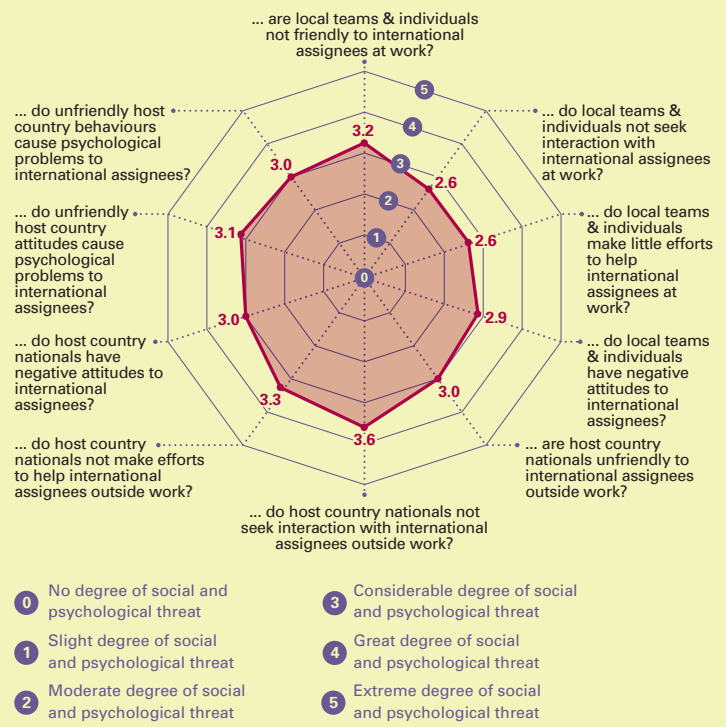 ... are local teams & individuals
not friendly to international
assignees at work?
5
... do unfriendly host
country behaviours
cause psychological
problems to
international assignees?
... do local teams &
individuals not seek
interaction with
international assignees
at work?
4
3.2
3.0
3
2.6
2
... do unfriendly
host country
attitudes cause
psychological
problems to
international
assignees?
3.1
1
2.6
... do local teams
& individuals
make little efforts
to help
international
assignees at
work?
0
3.0
2.9
... do host country
nationals have
negative attitudes to
international
assignees?
... do local teams
& individuals
have negative
attitudes to
international
assignees?
3.3
3.0
3.6
... do host country
nationals not make efforts
to help international
assignees outside work?
... are host country
nationals unfriendly to
international assignees
outside work?
... do host country nationals not
seek interaction with international
assignees outside work?
0 No degree of social and
psychological threat
1 Slight degree of social
and psychological threat
2 Moderate degree of social
and psychological threat
3 Considerable degree of social
and psychological threat
4 Great degree of social
and psychological threat
5 Extreme degree of social
and psychological threat